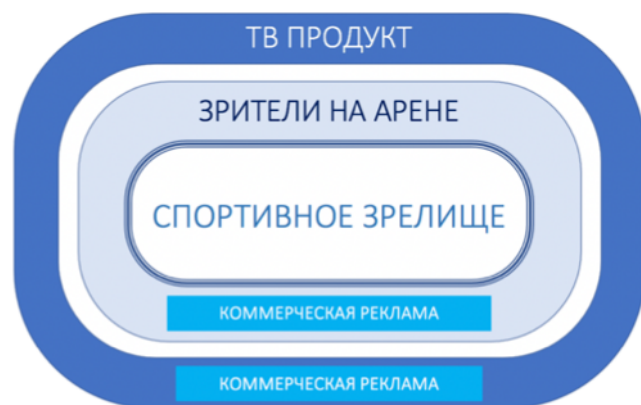 ТВ ПРОДУКТ
ЗРИТЕЛИ НА АРЕНЕ
СПОРТИВНОЕ ЗРЕЛИЩЕ
КОММЕРЧЕСКАЯ РЕКЛАМА
КОММЕРЧЕСКАЯ РЕКЛАМА